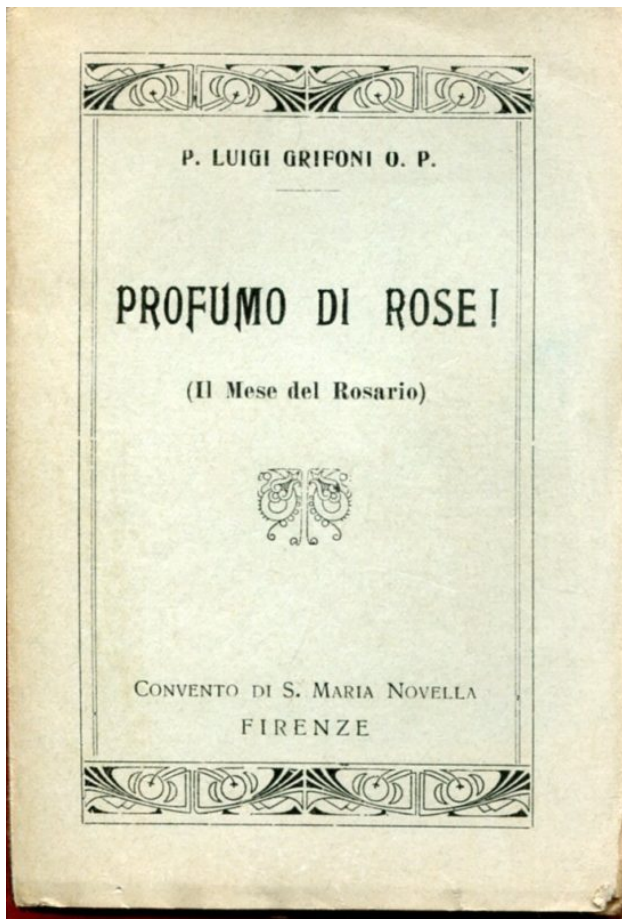 P. LUIGI GRIFONI O. P.
PROFUMO DI ROSE!
(Il Mese del Rosario)
CONVENTO DI S. MARIA NOVELLA
FIRENZE